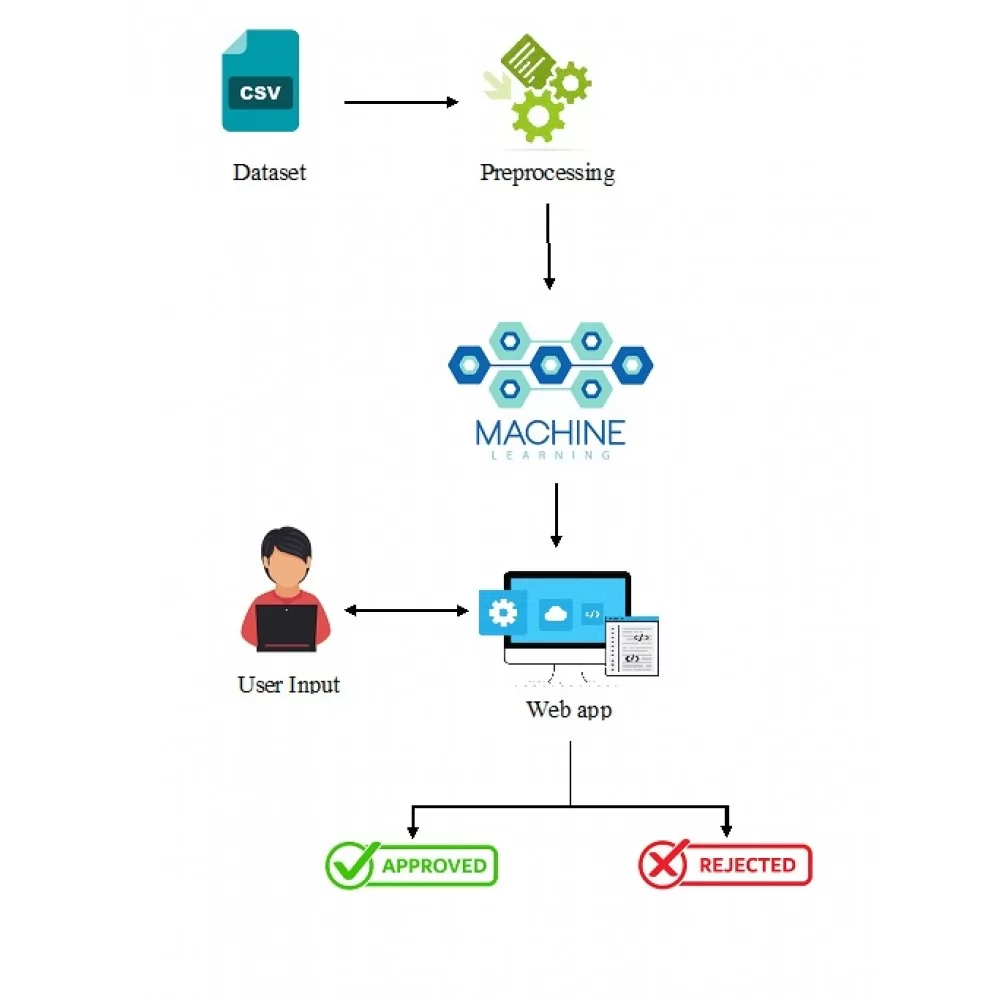 CSV
Dataset
Preprocessing
MACHINE
LEARNING
</>
</>
</>
User Input
Web app
APPROVED
REJECTED